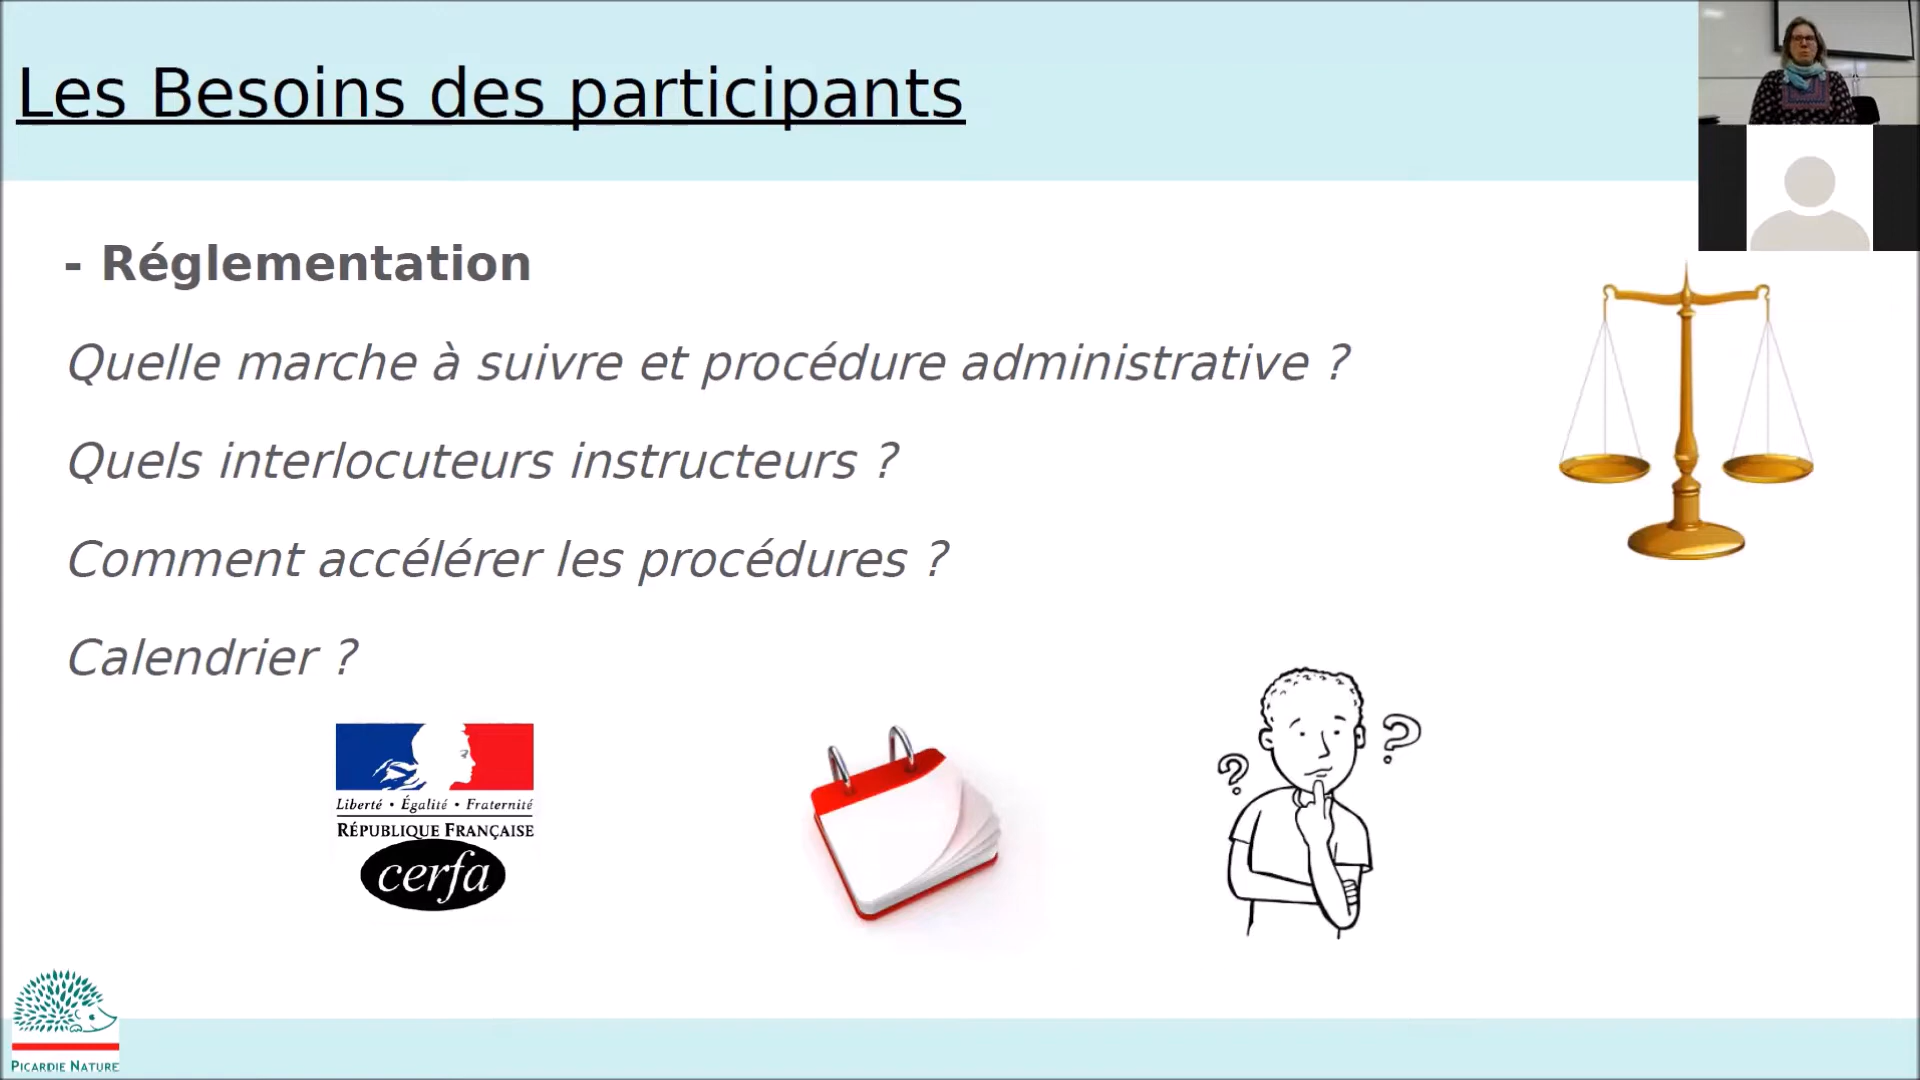 Les Besoins des participants
- Réglementation
Quelle marche à suivre et procédure administrative ?
Quels interlocuteurs instructeurs ?
Comment accélérer les procédures ?
Calendrier ?
Liberté • Égalité • Fraternité
RÉPUBLIQUE FRANÇAISE
cerfa
? ?
PICARDIE NATURE